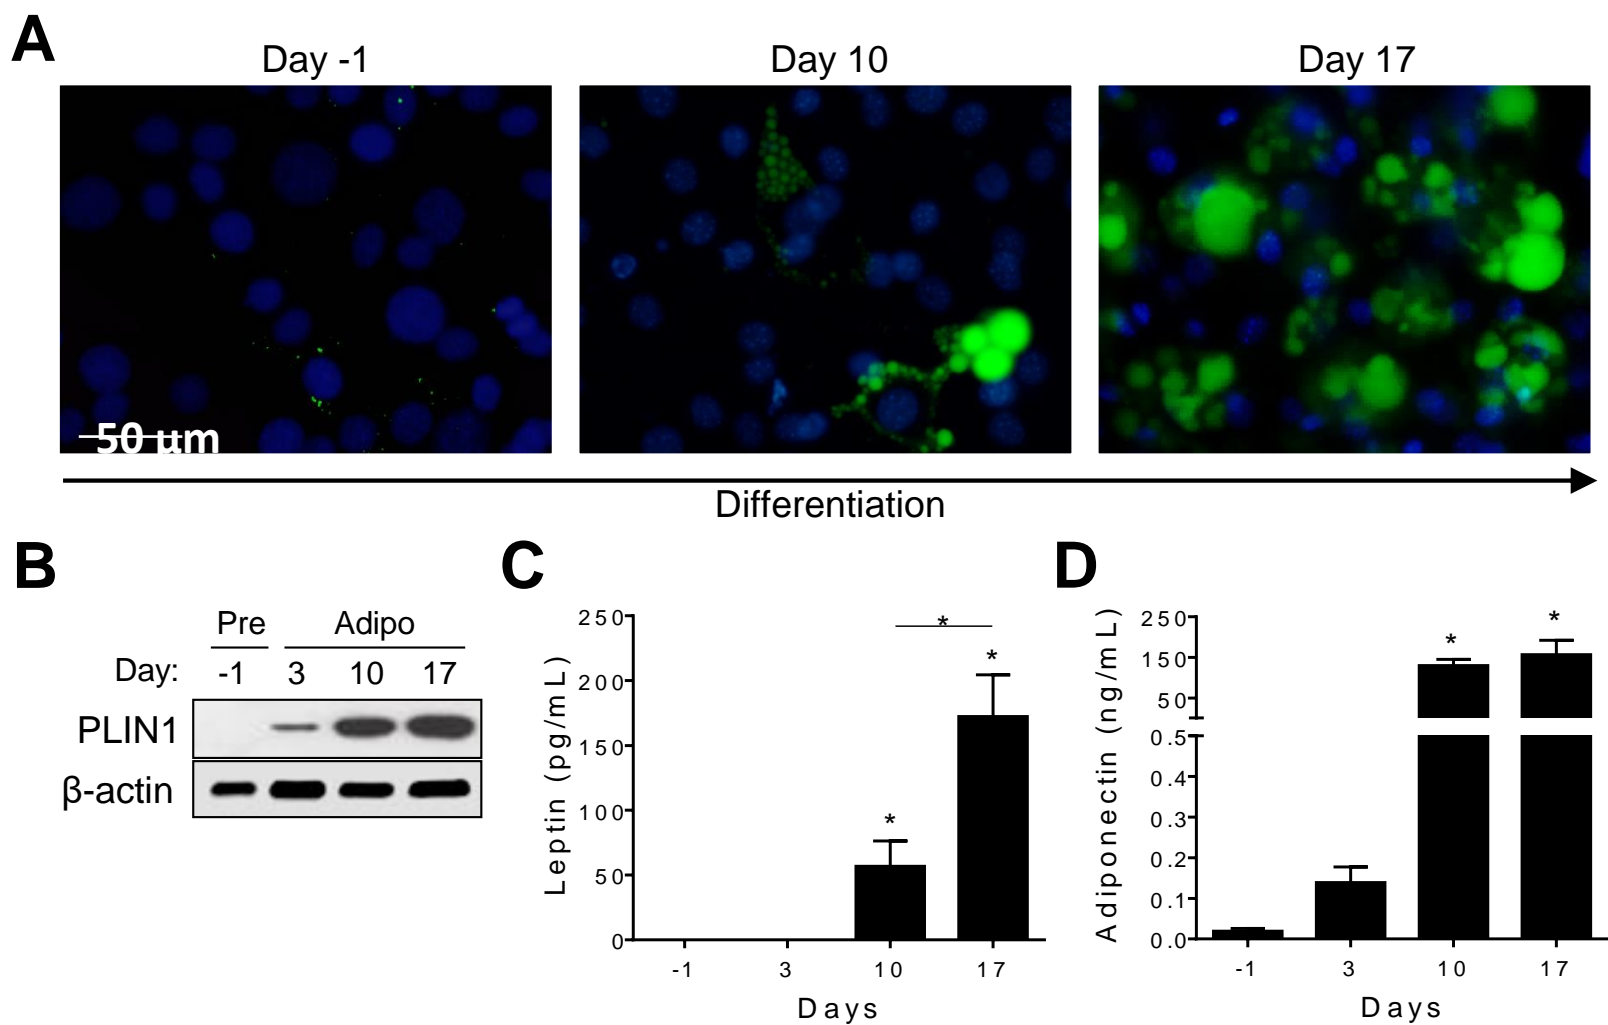 A
Day -1
Day 10
Day 17
50 µm
Differentiation
B
Pre
Adipo
Day:
-1
3
10
17
PLIN1
β-actin
C
Leptin (pg/mL)
250
200
150
100
50
0
*
*
*
-1
3
10
17
Days
D
Adiponectin (ng/mL)
250
150
50
0.5
0.4
0.3
0.2
0.1
0.0
*
*
-1
3
10
17
Days